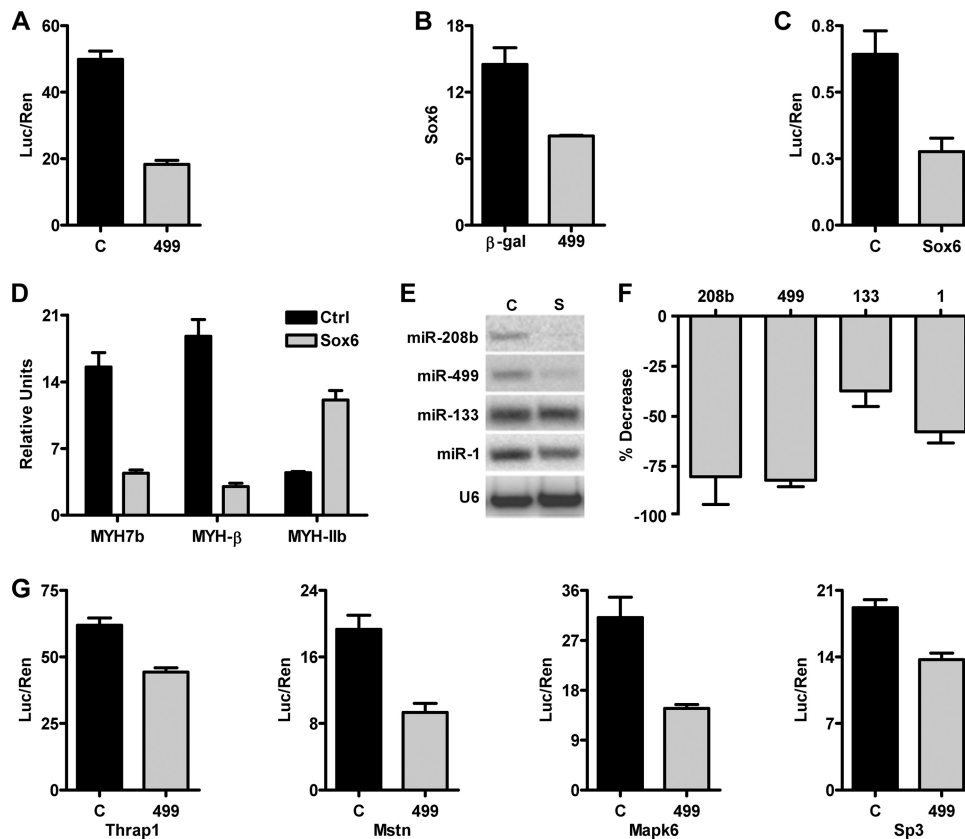 A
Luc/Ren
60
40
20
0
C 499
B
Sox6
18
12
6
0
β-gal 499
C
Luc/Ren
0.8
0.5
0.3
0.0
C Sox6
D
Relative Units
21
14
7
0
Ctrl
Sox6
MYH7b MYH-β MYH-IIb
E
C S
miR-208b
miR-499
miR-133
miR-1
U6
F
208b 499 133 1
% Decrease
0
-25
-50
-75
-100
G
Luc/Ren
75
50
25
0
C 499
Thrap1
Luc/Ren
24
16
8
0
C 499
Mstn
Luc/Ren
36
27
18
9
0
C 499
Mapk6
Luc/Ren
21
14
7
0
C 499
Sp3